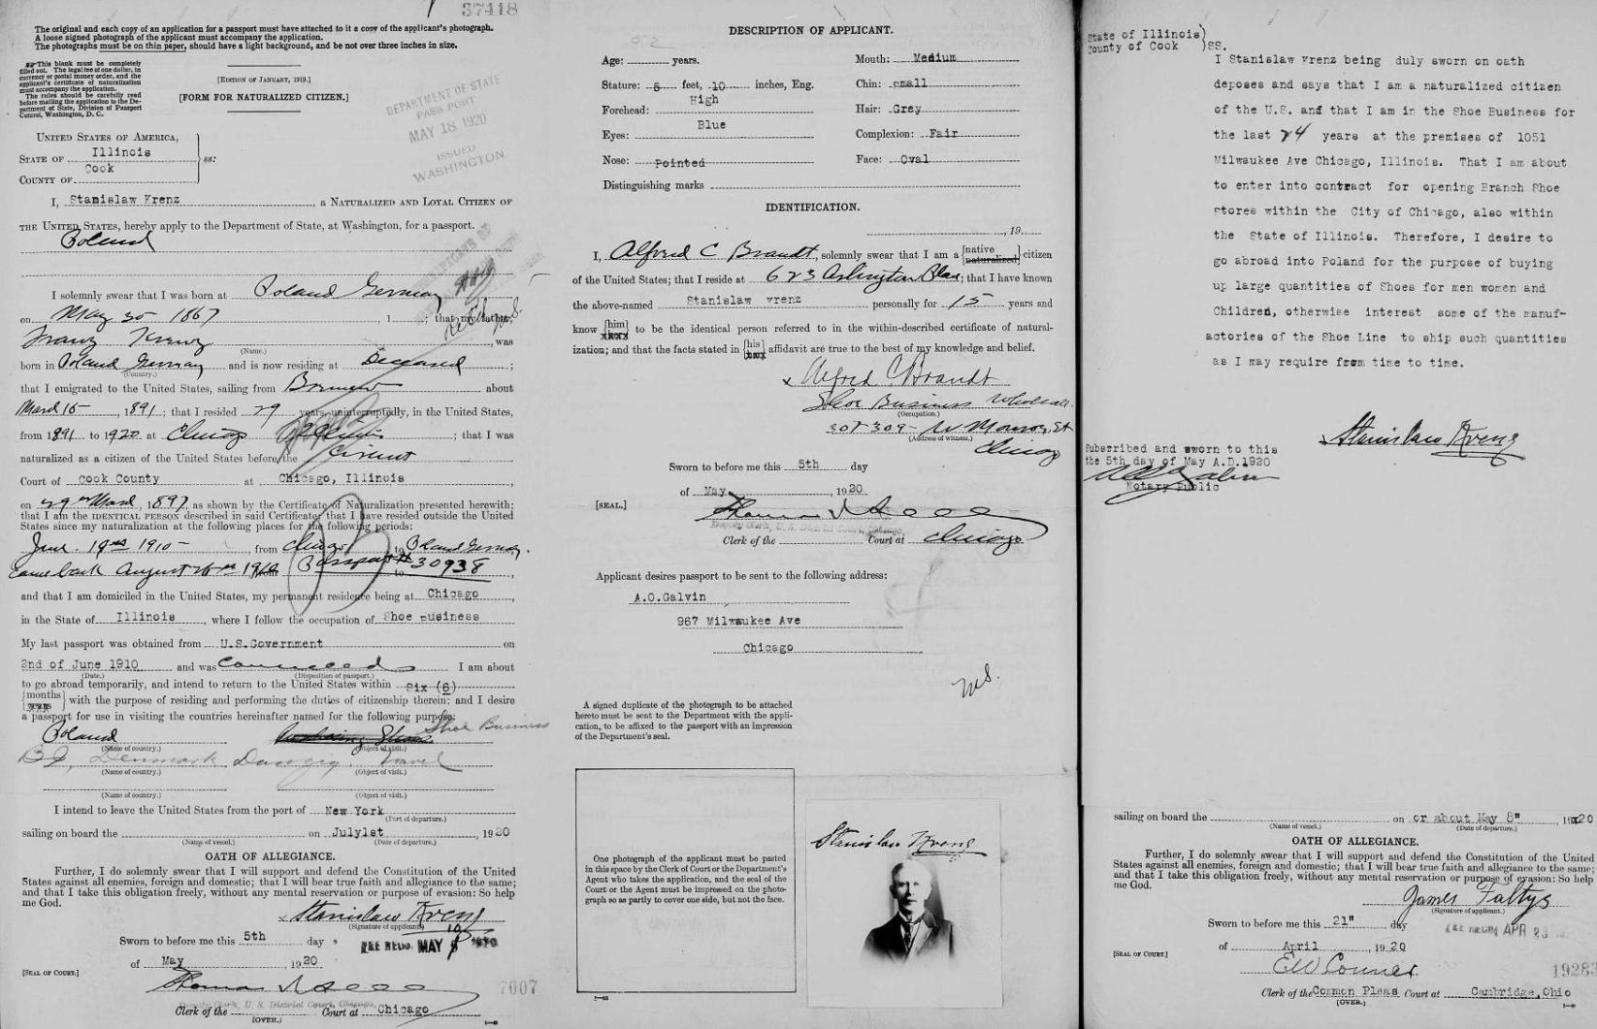 37418
The original and each copy of an application for a passport must have attached to it a copy of the applicant's photograph.
A loose signed photograph of the applicant must accompany the application.
The photographs must be on thin paper, should have a light background, and be not over three inches in size.
This blank must be completely filled out. The legal fee of one dollar, in currency or postal money order, and the applicant's certificate of naturalization must accompany the application.
The rules should be carefully read before mailing the application to the Department of State, Division of Passport Control, Washington, D. C.
[EDITION OF JANUARY, 1919.]
[FORM FOR NATURALIZED CITIZEN.]
DEPARTMENT OF STATE
PASSPORT
MAY 18 1920
ISSUED
WASHINGTON
UNITED STATES OF AMERICA,
STATE OF Illinois
COUNTY OF Cook
ss:
I, Stanislaw Krenz, a NATURALIZED AND LOYAL CITIZEN OF
THE UNITED STATES, hereby apply to the Department of State, at Washington, for a passport.
Poland
I solemnly swear that I was born at Poland Germany
on May 30 1867, 1 ; that my father,
Franz Krenz, was
(Name.)
born in Poland Germany and is now residing at Deceased ;
(Country.)
that I emigrated to the United States, sailing from Bremen about
March 15, 1891; that I resided 29 years, uninterruptedly, in the United States,
from 1891 to 1920 at Chicago Illinois ; that I was
naturalized as a citizen of the United States before the Circuit
Court of Cook County at Chicago, Illinois
on 29th March, 1897, as shown by the Certificate of Naturalization presented herewith;
that I am the IDENTICAL PERSON described in said Certificate; that I have resided outside the United
States since my naturalization at the following places for the following periods:
June 19th 1910 from Chicago to Poland Germany.
Came back August 1910 Passport # 30938
and that I am domiciled in the United States, my permanent residence being at Chicago,
in the State of Illinois, where I follow the occupation of Shoe Business
My last passport was obtained from U.S.Government on
2nd of June 1910 and was cancelled I am about
(Date.) (Disposition of passport.)
to go abroad temporarily, and intend to return to the United States within Six (6)
months
years
with the purpose of residing and performing the duties of citizenship therein; and I desire
a passport for use in visiting the countries hereinafter named for the following purpose:
Poland Shoe Business
(Name of country.) (Object of visit.)
Denmark Danzig. travel
(Name of country.) (Object of visit.)
(Name of country.) (Object of visit.)
I intend to leave the United States from the port of New York
(Port of departure.)
sailing on board the on July1st, 1920
(Name of vessel.) (Date of departure.)
OATH OF ALLEGIANCE.
Further, I do solemnly swear that I will support and defend the Constitution of the United
States against all enemies, foreign and domestic; that I will bear true faith and allegiance to the same;
and that I take this obligation freely, without any mental reservation or purpose of evasion: So help
me God.
Stanislaw Krenz
(Signature of applicant.)
Sworn to before me this 5th day
FEE RECD. MAY 1920
of May, 1920
[SEAL OF COURT.]
7607
Deputy Clerk, U. S. District Court, Chicago,
Clerk of the Court at Chicago
[OVER.]
DESCRIPTION OF APPLICANT.
Age: 52 years. Mouth: Medium
Stature: 5 feet, 10 inches, Eng. Chin: small
Forehead: High Hair: Grey
Eyes: Blue Complexion: Fair
Nose: Pointed Face: Oval
Distinguishing marks
IDENTIFICATION.
, 19
I, Alfred C Brandt, solemnly swear that I am a native naturalized citizen
of the United States; that I reside at 623 Arlington Place; that I have known
the above-named Stanislaw Krenz personally for 15 years and
know him to be the identical person referred to in the within-described certificate of natural-
ization; and that the facts stated in his affidavit are true to the best of my knowledge and belief.
x Alfred C Brandt
Shoe Business Wholesale
(Occupation.)
307-309- W Monroe, St
(Address of witness.)
Chicago
Sworn to before me this 5th day
of May, 1920
[SEAL.]
Deputy Clerk, U. S. District Court, Chicago
Clerk of the Court at Chicago
Applicant desires passport to be sent to the following address:
A.O.Galvin
967 Milwaukee Ave
Chicago
A signed duplicate of the photograph to be attached
hereto must be sent to the Department with the appli-
cation, to be affixed to the passport with an impression
of the Department's seal.
One photograph of the applicant must be pasted
in this space by the Clerk of Court or the Department's
Agent who takes the application, and the seal of the
Court or the Agent must be impressed on the photo-
graph so as partly to cover one side, but not the face.
Stanislaw Krenz
State of Illinois)
County of Cook )SS.
I Stanislaw Krenz being duly sworn on oath
deposes and says that I am a naturalized citizen
of the U.S. and that I am in the Shoe Business for
the last 24 years at the premises of 1051
Milwaukee Ave Chicago, Illinois. That I am about
to enter into contract for opening Branch Shoe
stores within the City of Chicago, also within
the State of Illinois. Therefore, I desire to
go abroad into Poland for the purpose of buying
up large quantities of Shoes for men women and
Children, otherwise interest some of the manuf-
actories of the Shoe Line to ship such quantities
as I may require from time to time.
Stanislaw Krenz
Subscribed and sworn to this
the 5th day of May A.D.1920
Notary Public
sailing on board the on or about May 8", 1920
(Name of vessel.) (Date of departure.)
OATH OF ALLEGIANCE.
Further, I do solemnly swear that I will support and defend the Constitution of the United
States against all enemies, foreign and domestic; that I will bear true faith and allegiance to the same;
and that I take this obligation freely, without any mental reservation or purpose of evasion: So help
me God.
James Faltys
(Signature of applicant.)
Sworn to before me this 21" day
APR 23
of April, 1920
[SEAL OF COURT.]
EW Conner
19283
Clerk of the Common Pleas Court at Cambridge, Ohio
[OVER.]